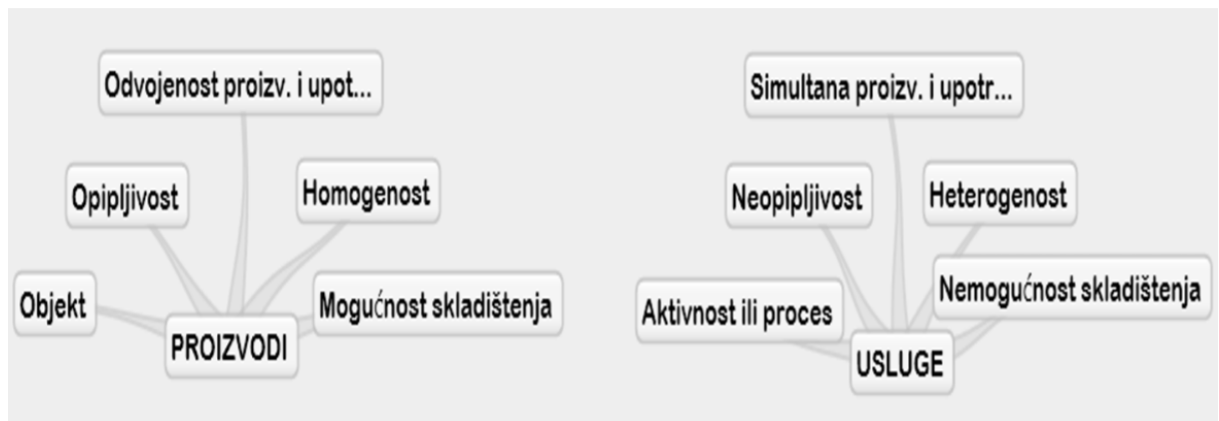 Odvojenost proizv. i upot...
Opipljivost
Homogenost
Objekt
Mogućnost skladištenja
PROIZVODI
Simultana proizv. i upotr...
Neopipljivost
Heterogenost
Aktivnost ili proces
Nemogućnost skladištenja
USLUGE